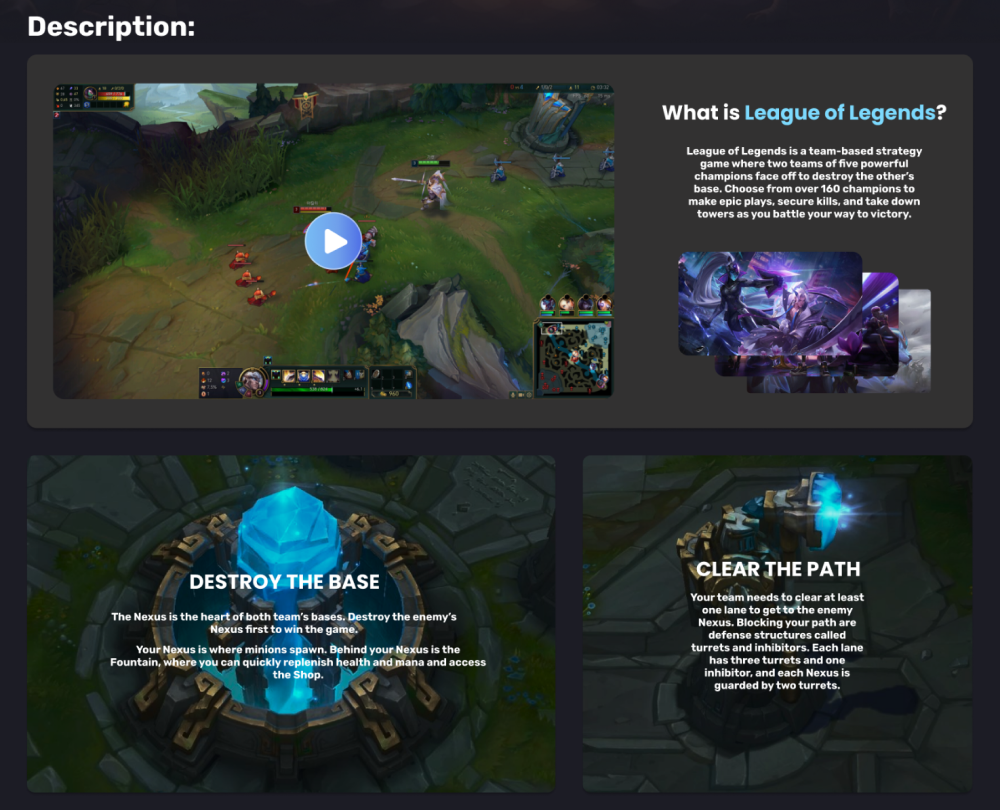 Description:
What is League of Legends?
League of Legends is a team-based strategy
game where two teams of five powerful
champions face off to destroy the other's
base. Choose from over 160 champions to
make epic plays, secure kills, and take down
towers as you battle your way to victory.
DESTROY THE BASE
The Nexus is the heart of both team's bases. Destroy the enemy's
Nexus first to win the game.
Your Nexus is where minions spawn. Behind your Nexus is the
Fountain, where you can quickly replenish health and mana and access
the Shop.
CLEAR THE PATH
Your team needs to clear at least
one lane to get to the enemy
Nexus. Blocking your path are
defense structures called
turrets and inhibitors. Each lane
has three turrets and one
inhibitor, and each Nexus is
guarded by two turrets.